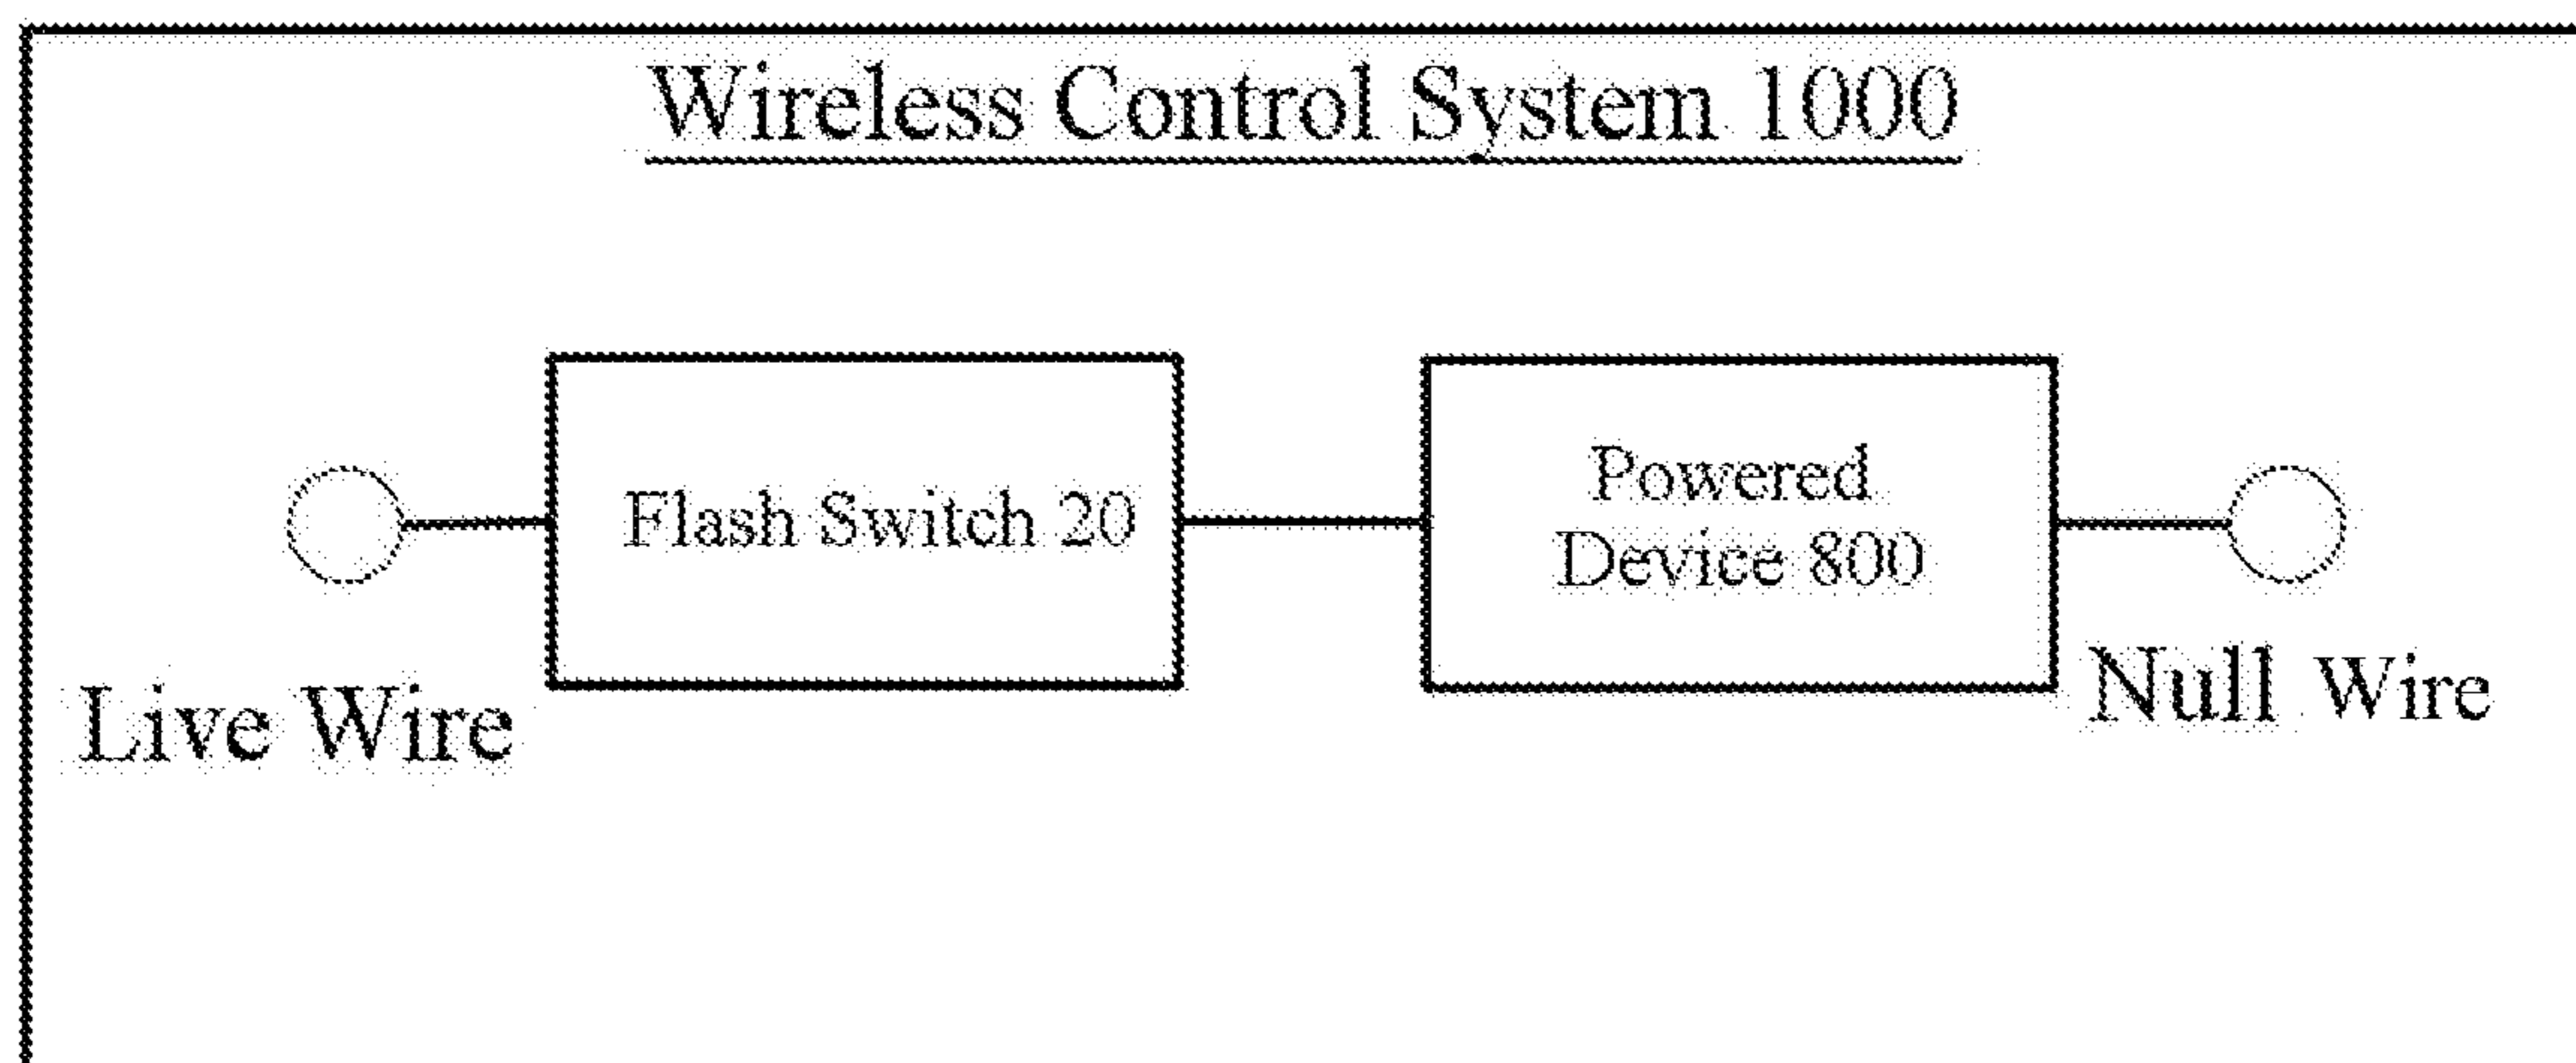 Wireless Control System 1000
Flash Switch 20
Powered
Device 800
Live Wire
Null Wire